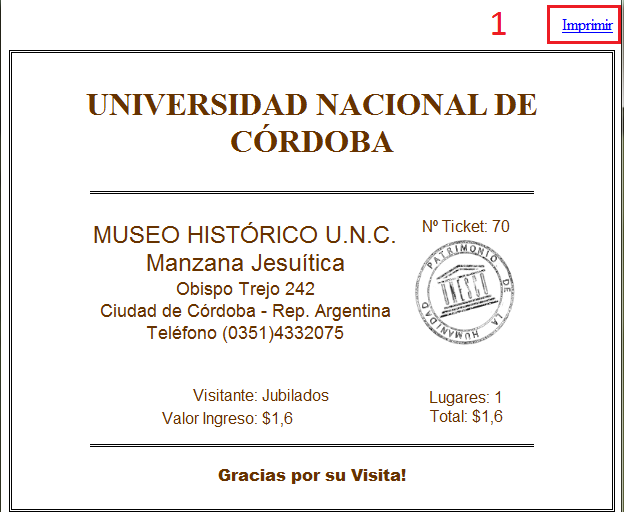 1 Imprimir
UNIVERSIDAD NACIONAL DE
CÓRDOBA
MUSEO HISTÓRICO U.N.C.
Manzana Jesuítica
Obispo Trejo 242
Ciudad de Córdoba - Rep. Argentina
Teléfono (0351)4332075
Nº Ticket: 70
PATRIMONIO DE LA HUMANIDAD
UNESCO
Visitante: Jubilados
Valor Ingreso: $1,6
Lugares: 1
Total: $1,6
Gracias por su Visita!